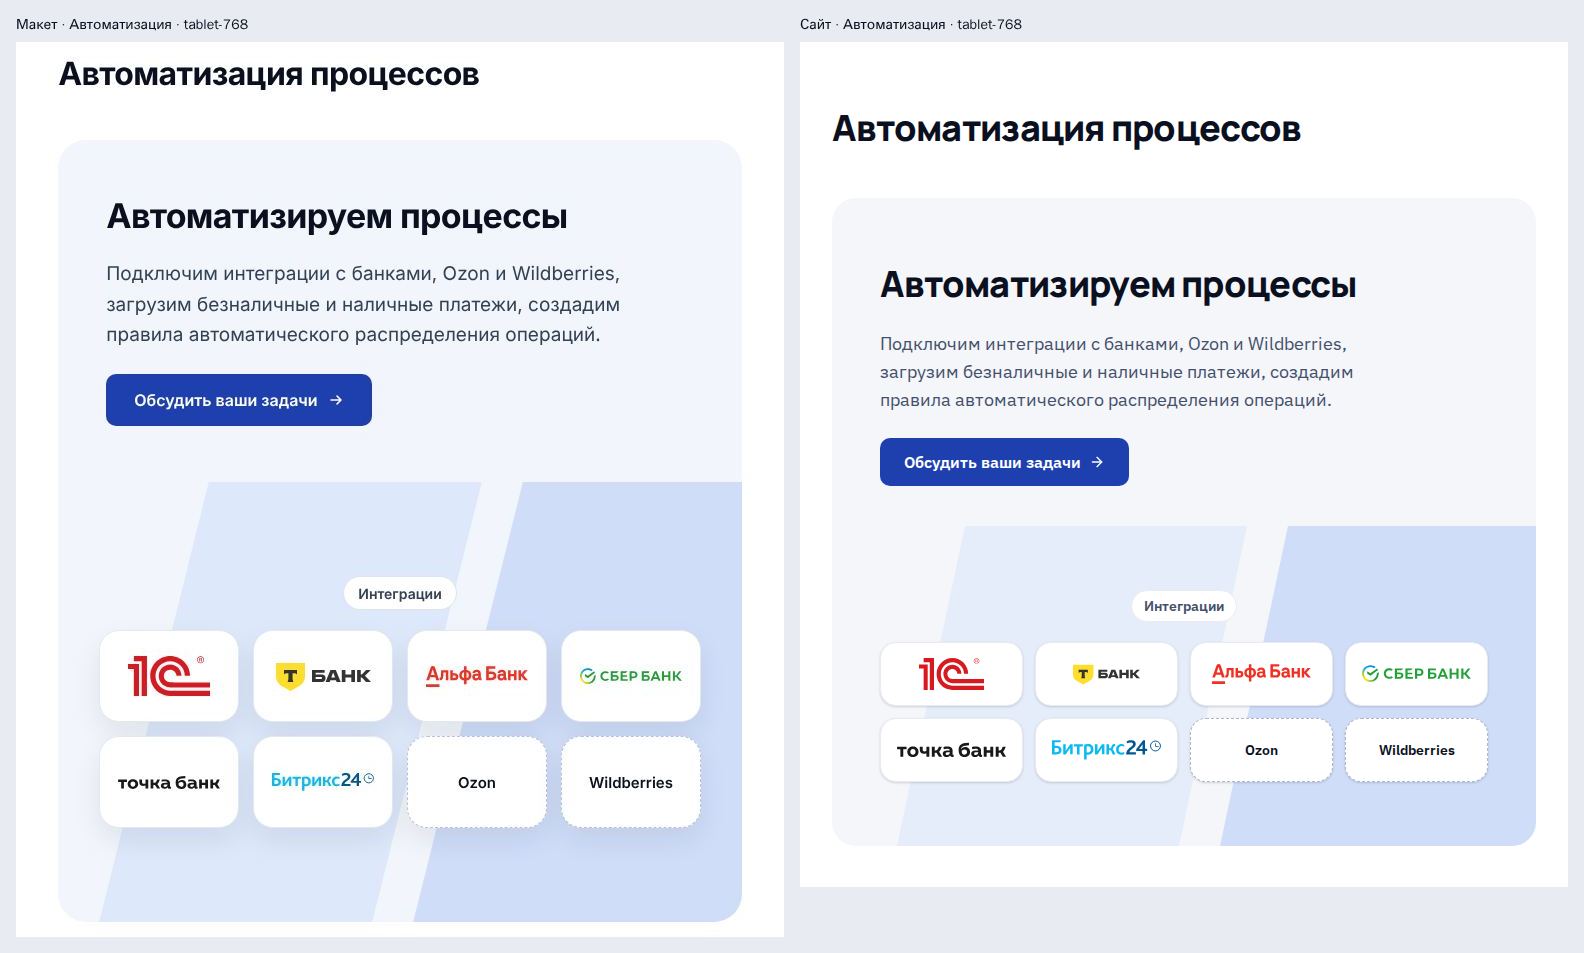 Макет · Автоматизация · tablet-768
Автоматизация процессов
Автоматизируем процессы
Подключим интеграции с банками, Ozon и Wildberries,
загрузим безналичные и наличные платежи, создадим
правила автоматического распределения операций.
Обсудить ваши задачи →
Интеграции
1С ®
Т БАНК
Альфа Банк
СБЕР БАНК
точка банк
Битрикс24
Ozon
Wildberries
Сайт · Автоматизация · tablet-768
Автоматизация процессов
Автоматизируем процессы
Подключим интеграции с банками, Ozon и Wildberries,
загрузим безналичные и наличные платежи, создадим
правила автоматического распределения операций.
Обсудить ваши задачи →
Интеграции
1С ®
Т БАНК
Альфа Банк
СБЕР БАНК
точка банк
Битрикс24
Ozon
Wildberries